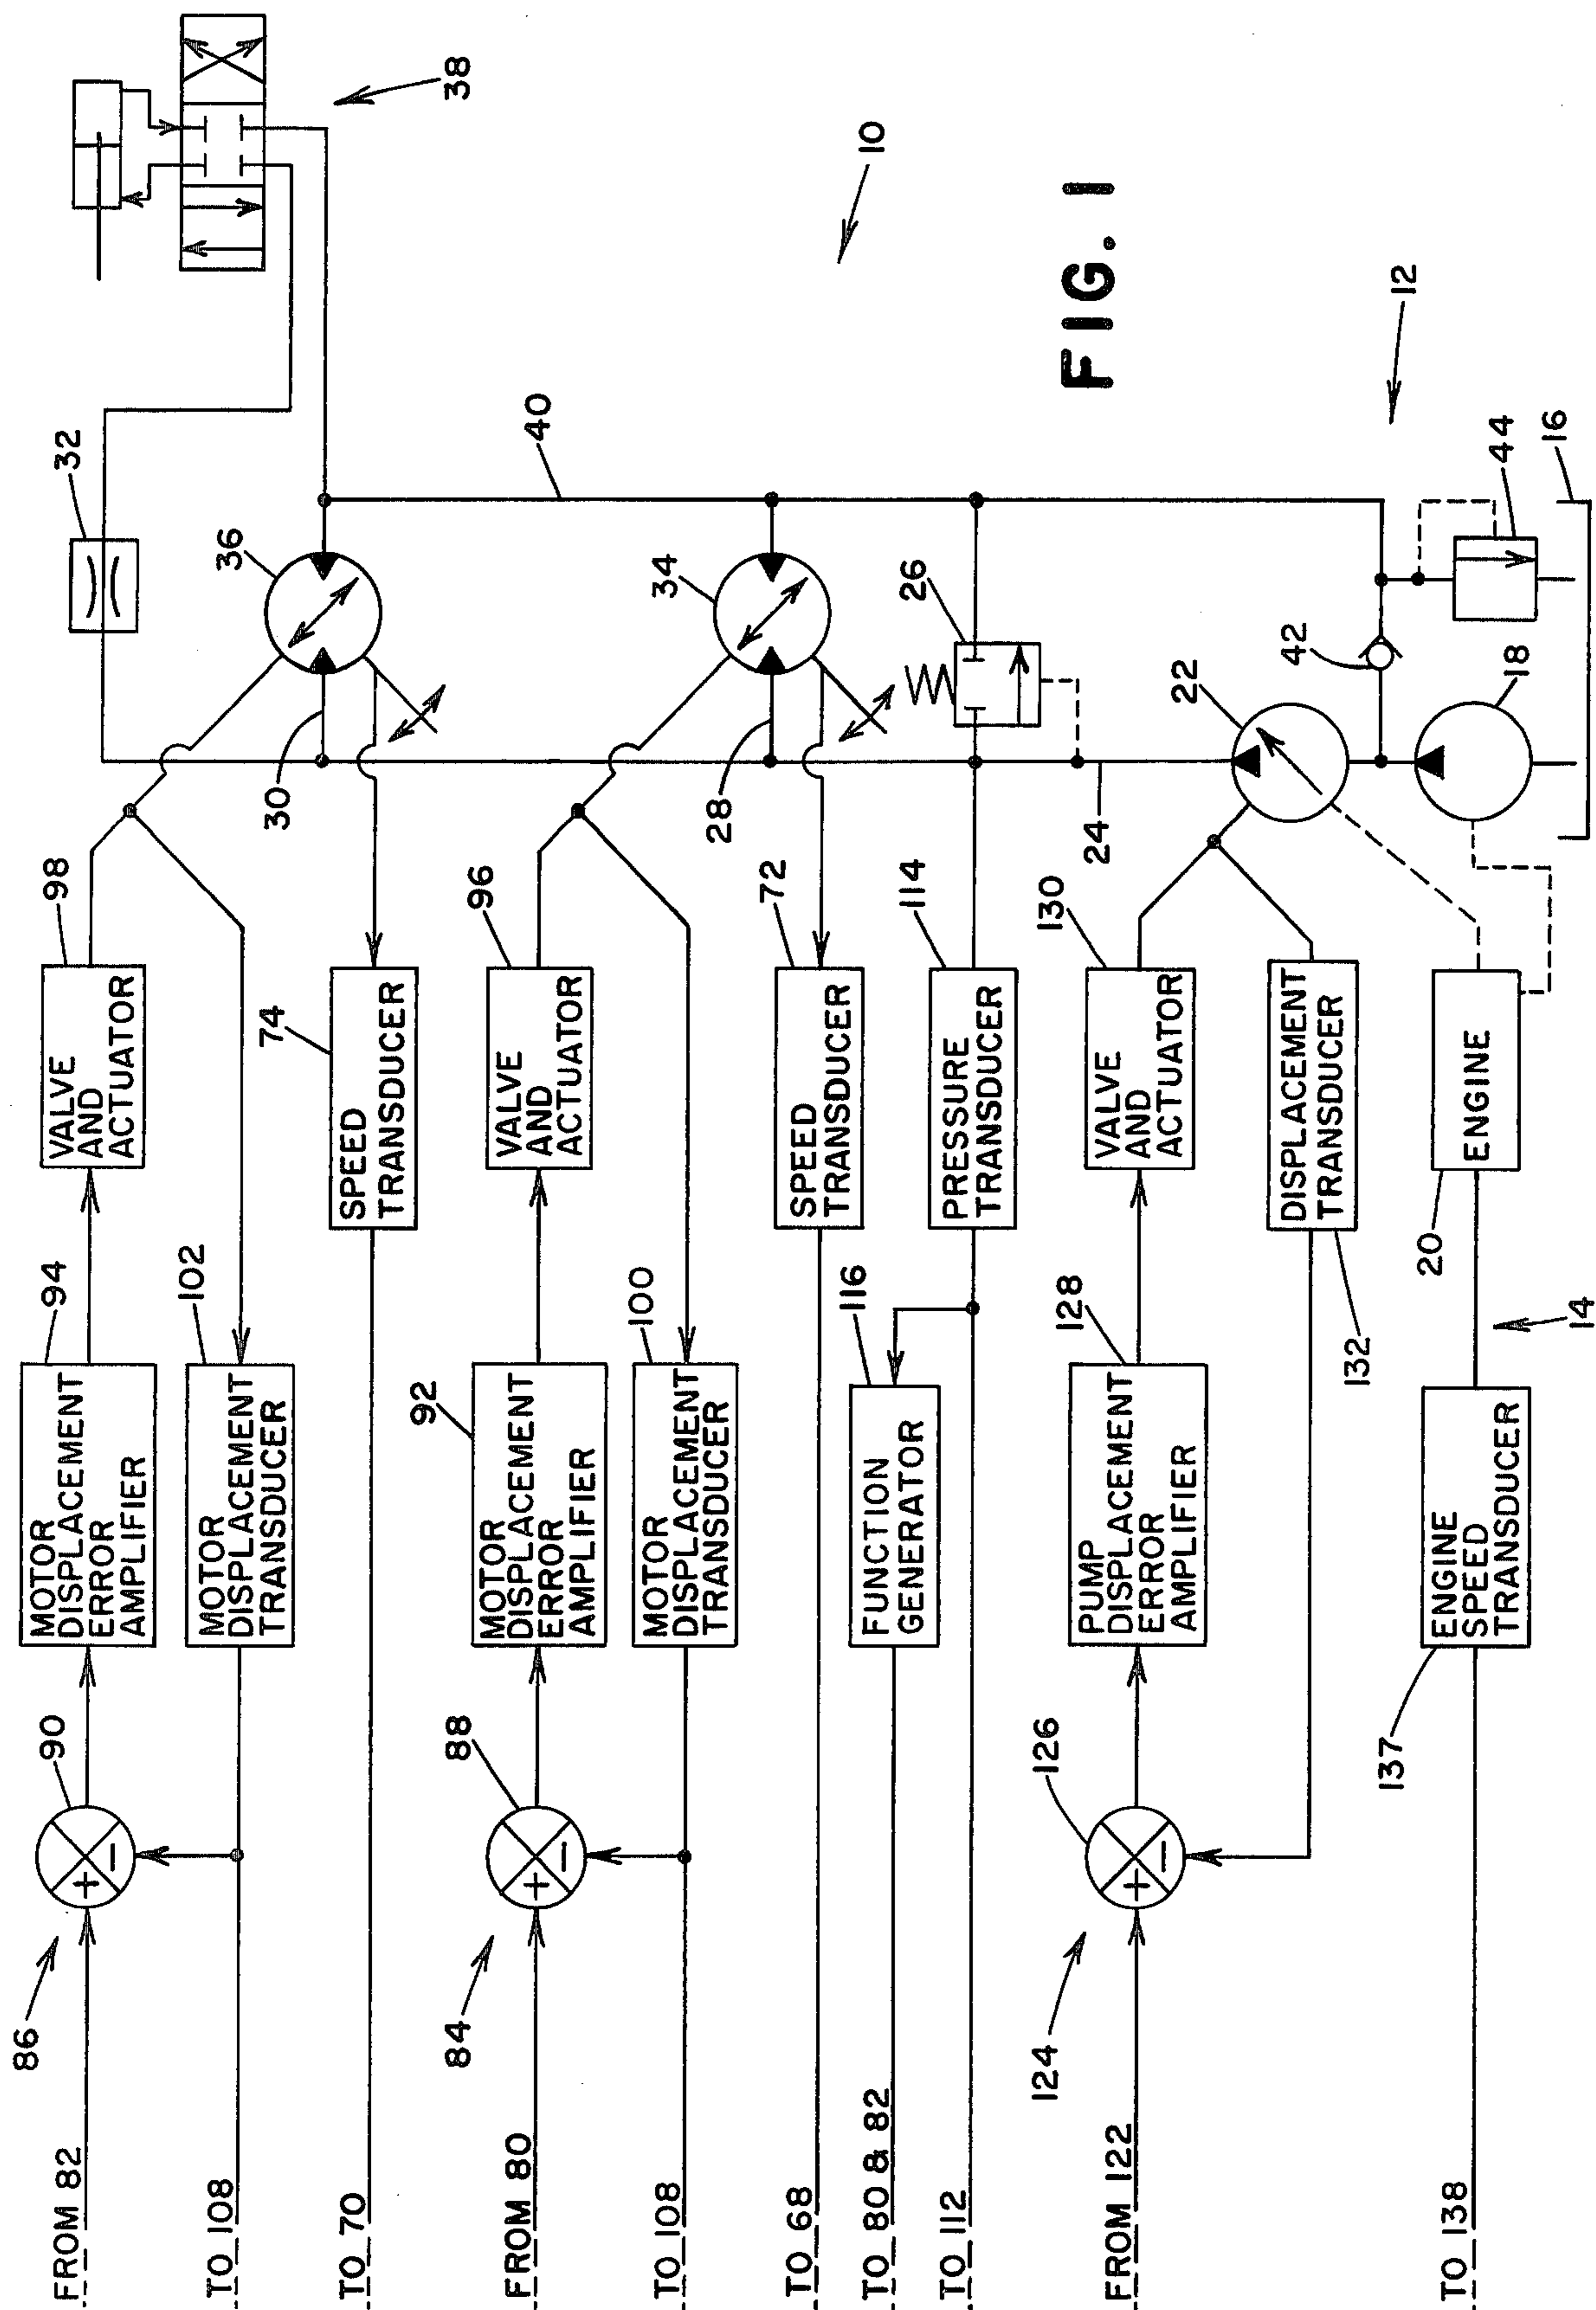 FROM 82
86
90
MOTOR
DISPLACEMENT
ERROR
AMPLIFIER
94
VALVE
AND
ACTUATOR
98
32
38
TO 108
MOTOR
DISPLACEMENT
TRANSDUCER
102
30
36
TO 70
SPEED
TRANSDUCER
74
FROM 80
84
88
MOTOR
DISPLACEMENT
ERROR
AMPLIFIER
92
VALVE
AND
ACTUATOR
96
40
TO 108
MOTOR
DISPLACEMENT
TRANSDUCER
100
28
34
TO 68
SPEED
TRANSDUCER
72
10
TO 80 & 82
FUNCTION
GENERATOR
116
26
TO 112
PRESSURE
TRANSDUCER
114
24
FROM 122
124
126
PUMP
DISPLACEMENT
ERROR
AMPLIFIER
128
VALVE
AND
ACTUATOR
130
22
42
FIG. 1
DISPLACEMENT
TRANSDUCER
132
12
TO 138
137
ENGINE
SPEED
TRANSDUCER
20
ENGINE
18
44
16
14